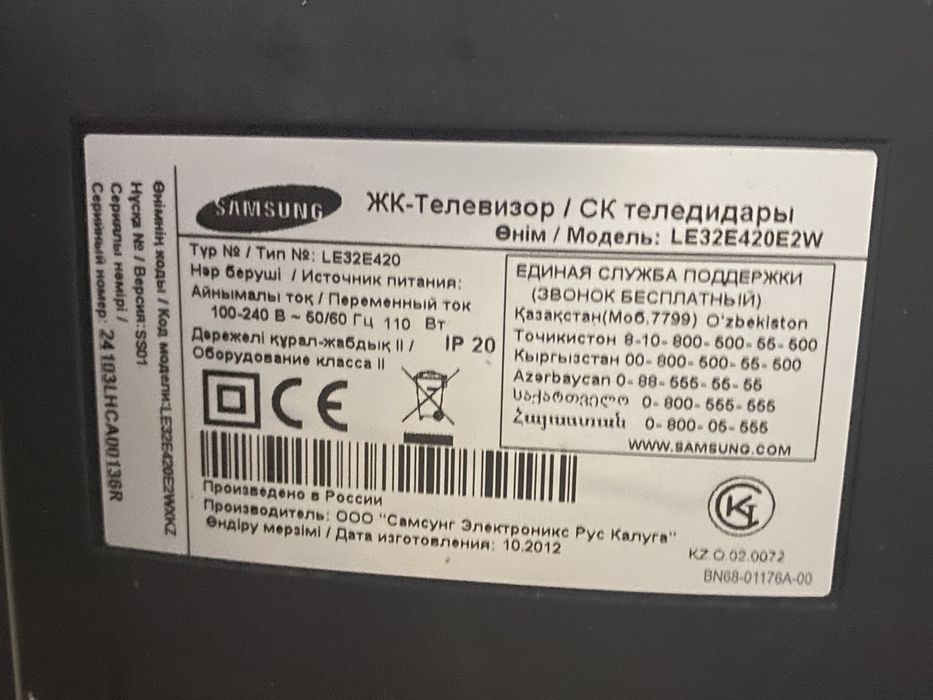 SAMSUNG
ЖК-Телевизор / СК теледидары
Өнім / Модель: LE32E420E2W
Түр № / Тип №: LE32E420
Нәр беруші / Источник питания:
Айнымалы ток / Переменный ток
100-240 В ~ 50/60 Гц 110 Вт
Дәрежелі құрал-жабдық II /
Оборудование класса II
IP 20
CE
ЕДИНАЯ СЛУЖБА ПОДДЕРЖКИ
(ЗВОНОК БЕСПЛАТНЫЙ)
Қазақстан(Моб,7799) O'zbekiston
Точикистон 8-10- 800- 500- 55- 500
Кыргызстан 00- 800- 500- 55- 500
Azərbaycan 0- 88- 555- 55- 55
საქართველო 0- 800- 555- 555
Հայաստան 0- 800- 05- 555
WWW.SAMSUNG.COM
Произведено в России
Производитель: ООО "Самсунг Электроникс Рус Калуга"
Өндіру мерзімі / Дата изготовления: 10.2012
KZ.O.02.0072
BN68-01176A-00
Өнімнің коды / Код модели:LE32E420E2WXKZ
Нұсқа № / Версия:SS01
Сериялы нөмірі /
Серийный номер: 24103LHCA00136R